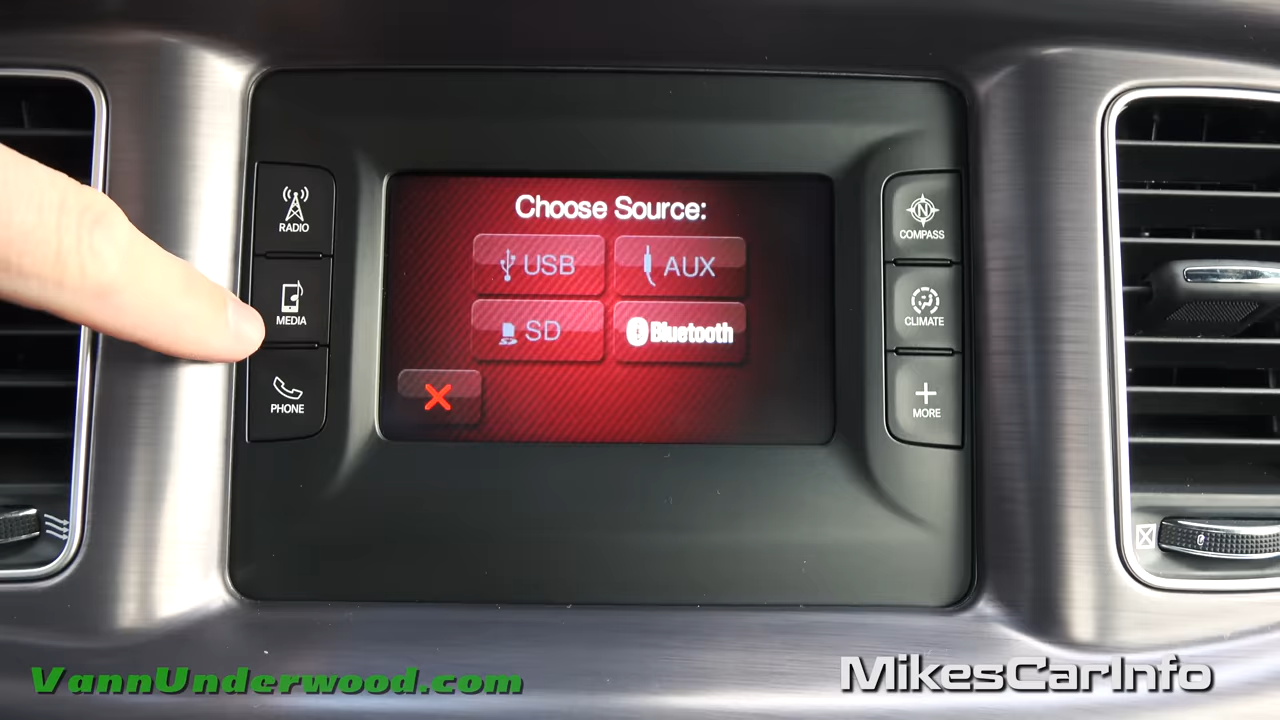 Choose Source:
RADIO
USB
AUX
COMPASS
MEDIA
SD
Bluetooth
CLIMATE
PHONE
MORE
VannUnderwood.com
MikesCarInfo